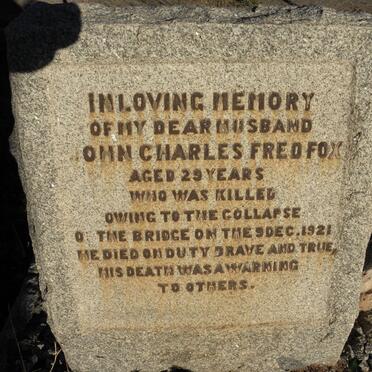 IN LOVING MEMORY
OF MY DEAR HUSBAND
JOHN CHARLES FRED FOX
AGED 29 YEARS
WHO WAS KILLED
OWING TO THE COLLAPSE
OF THE BRIDGE ON THE 9 DEC. 1921
HE DIED ON DUTY BRAVE AND TRUE,
HIS DEATH WAS A WARNING
TO OTHERS.